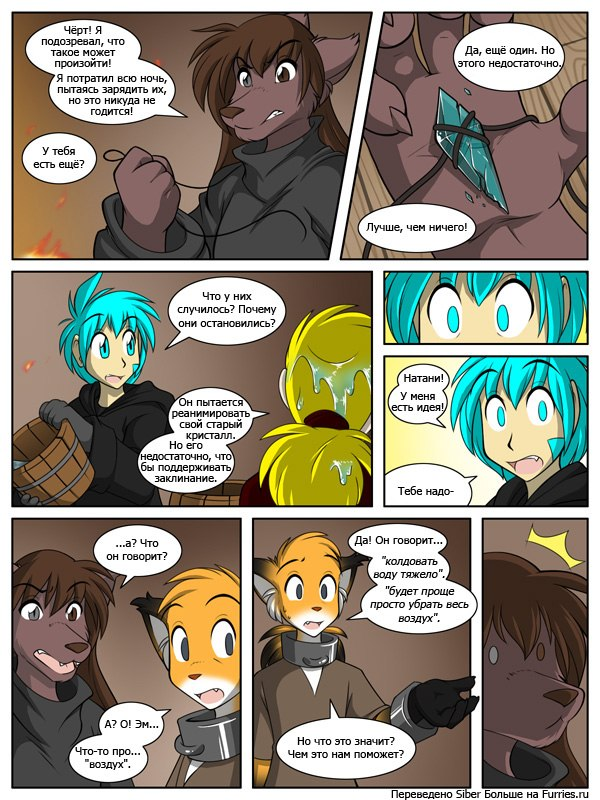 Чёрт! Я
подозревал, что
такое может
произойти!
Я потратил всю ночь,
пытаясь зарядить их,
но это никуда не
годится!
У тебя
есть ещё?
Да, ещё один. Но
этого недостаточно.
Лучше, чем ничего!
Что у них
случилось? Почему
они остановились?
Он пытается
реанимировать
свой старый
кристалл.
Но его
недостаточно, что
бы поддерживать
заклинание.
Натани!
У меня
есть идея!
Тебе надо-
...а? Что
он говорит?
А? О! Эм...
Что-то про...
"воздух".
Да! Он говорит...
"колдовать
воду тяжело".
"будет проще
просто убрать весь
воздух".
Но что это значит?
Чем это нам поможет?
Переведено Siber Больше на Furries.ru